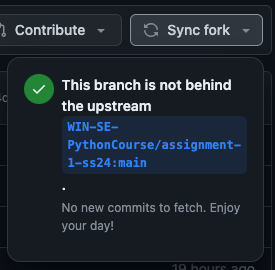 Contribute
Sync fork
This branch is not behind
the upstream
WIN-SE-
PythonCourse/assignment-
1-ss24:main
.
No new commits to fetch. Enjoy
your day!
19 hours ago